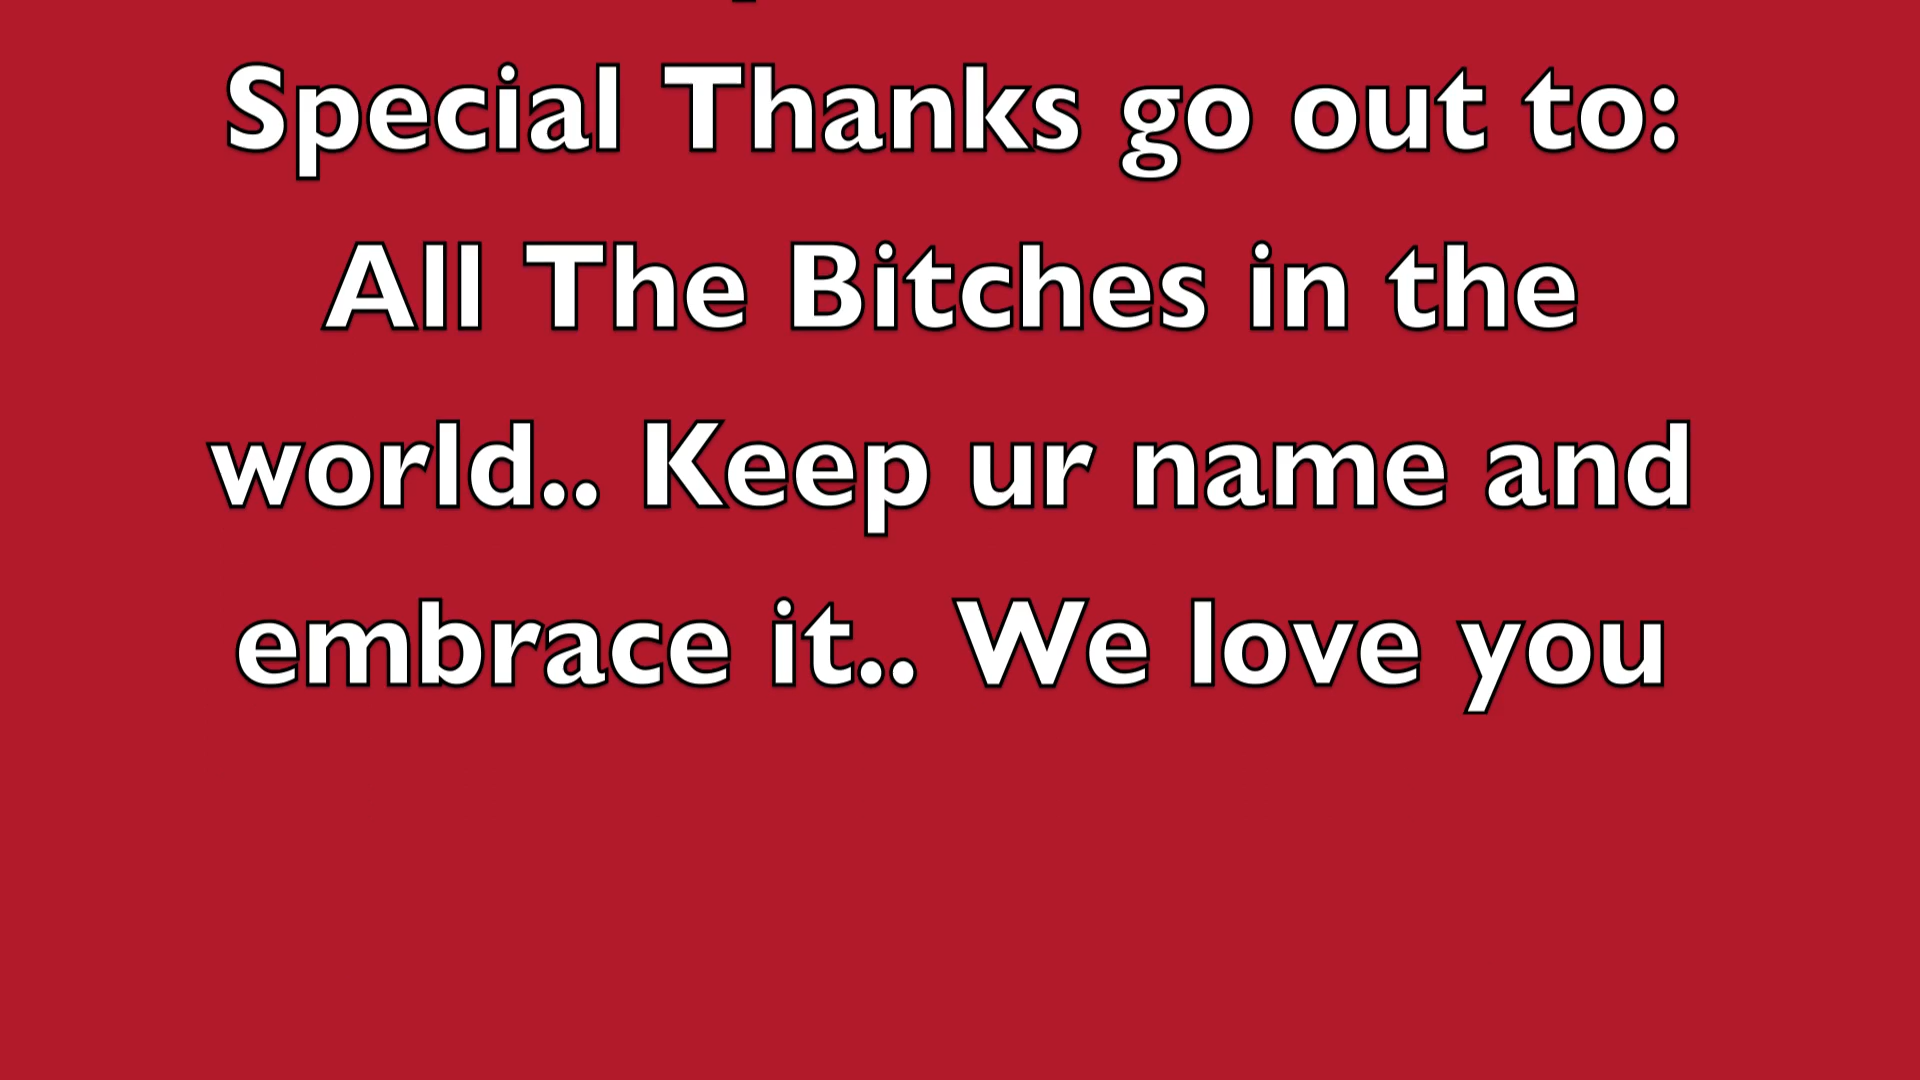 Special Thanks go out to:
All The Bitches in the
world.. Keep ur name and
embrace it.. We love you